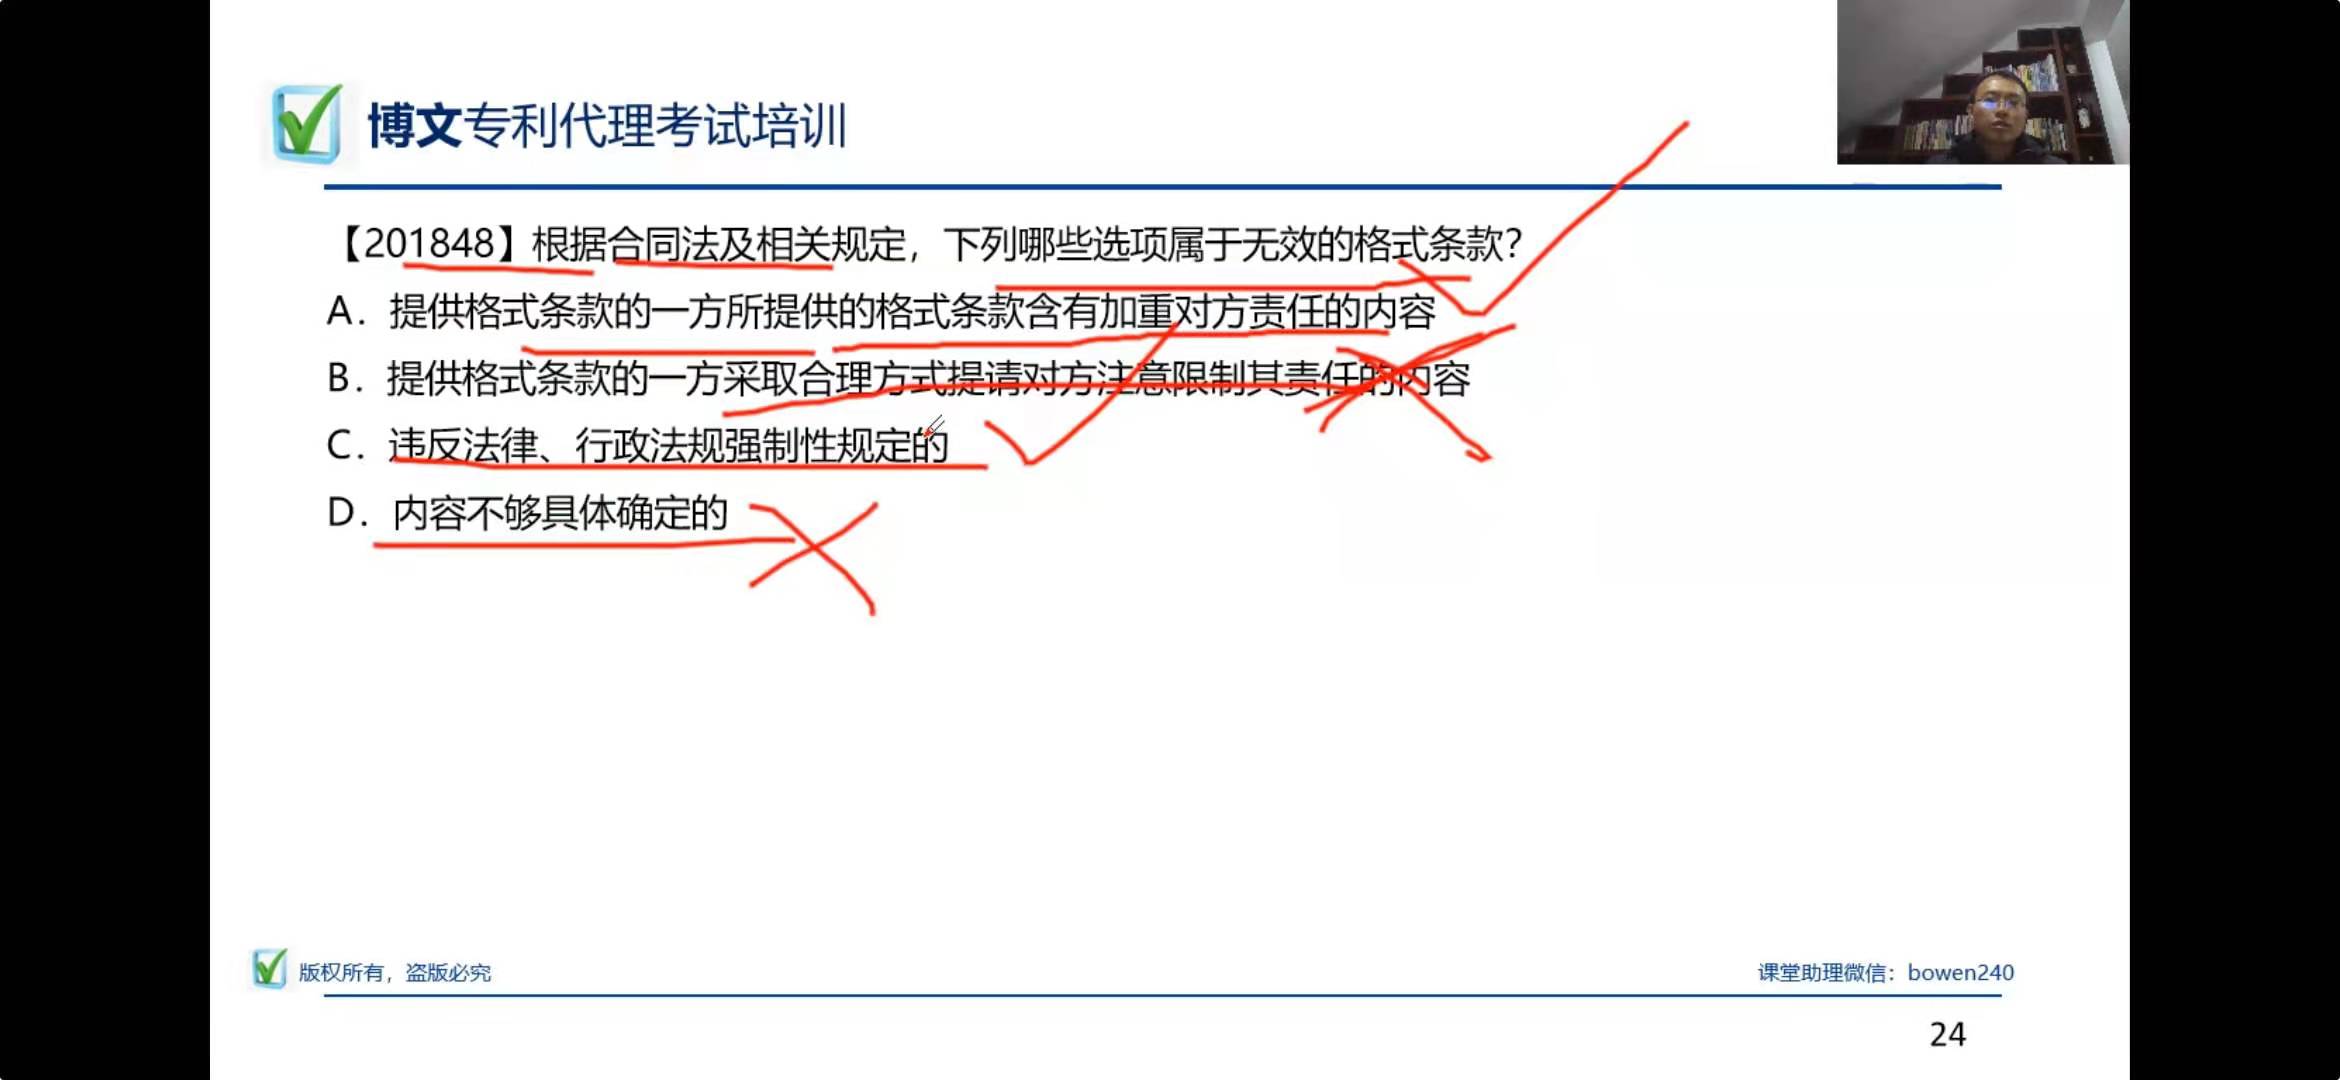 博文专利代理考试培训
【201848】根据合同法及相关规定，下列哪些选项属于无效的格式条款？
A．提供格式条款的一方所提供的格式条款含有加重对方责任的内容
B．提供格式条款的一方采取合理方式提请对方注意限制其责任的内容
C．违反法律、行政法规强制性规定的
D．内容不够具体确定的
版权所有，盗版必究
课堂助理微信：bowen240
24